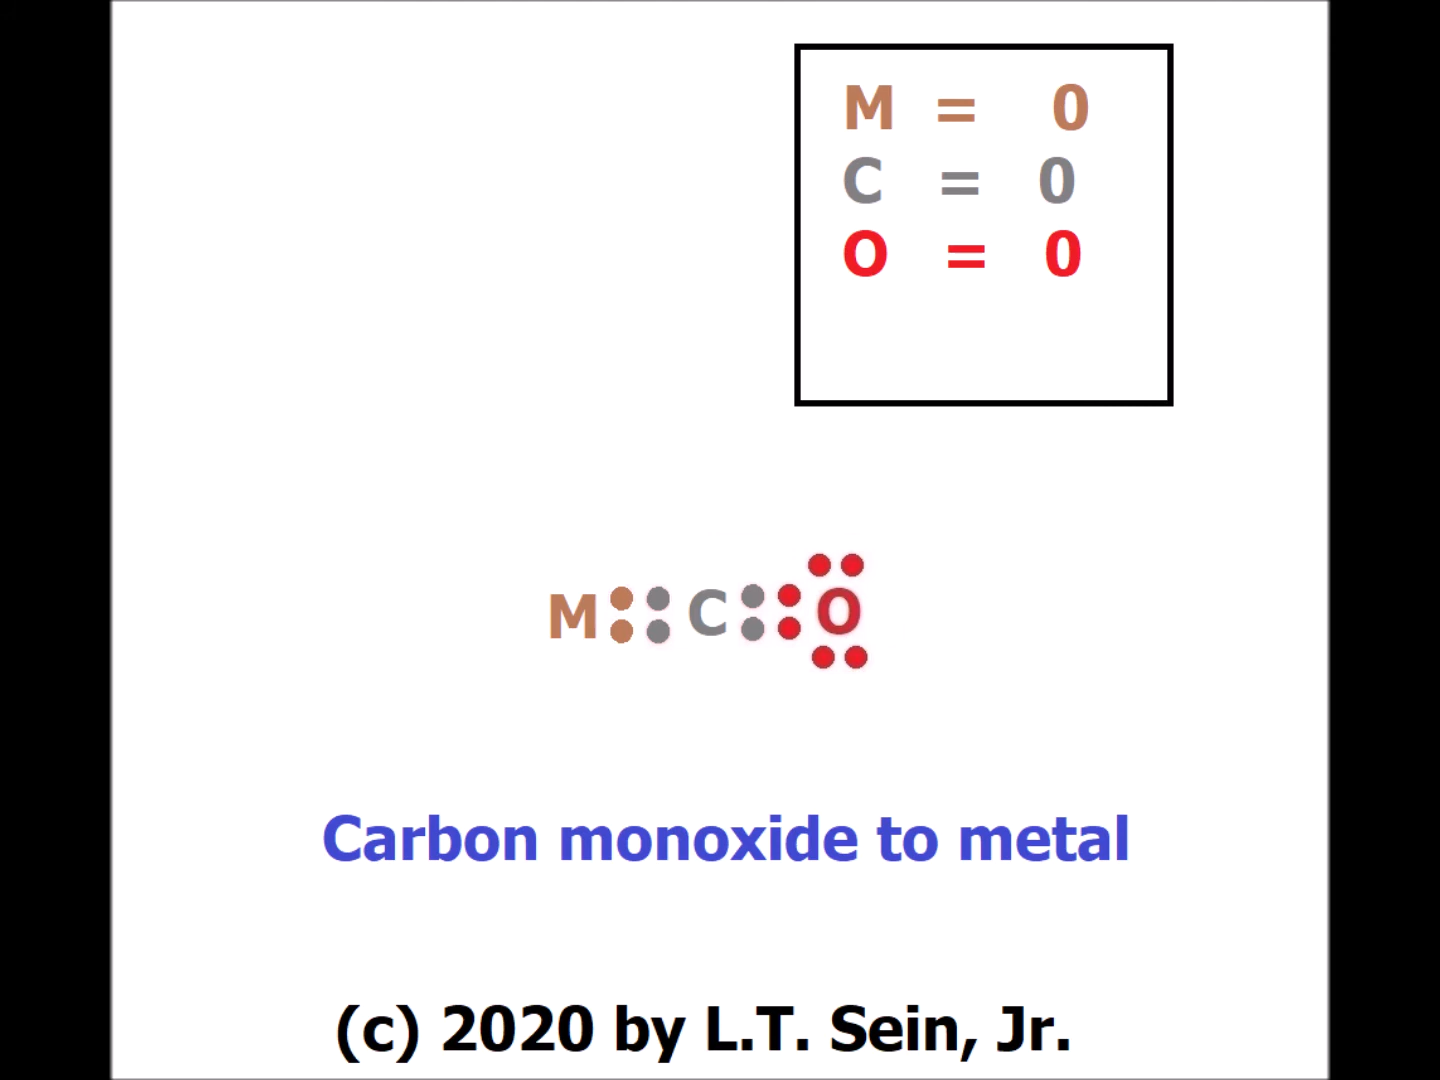 M = 0
C = 0
O = 0
M C O
Carbon monoxide to metal
(c) 2020 by L.T. Sein, Jr.